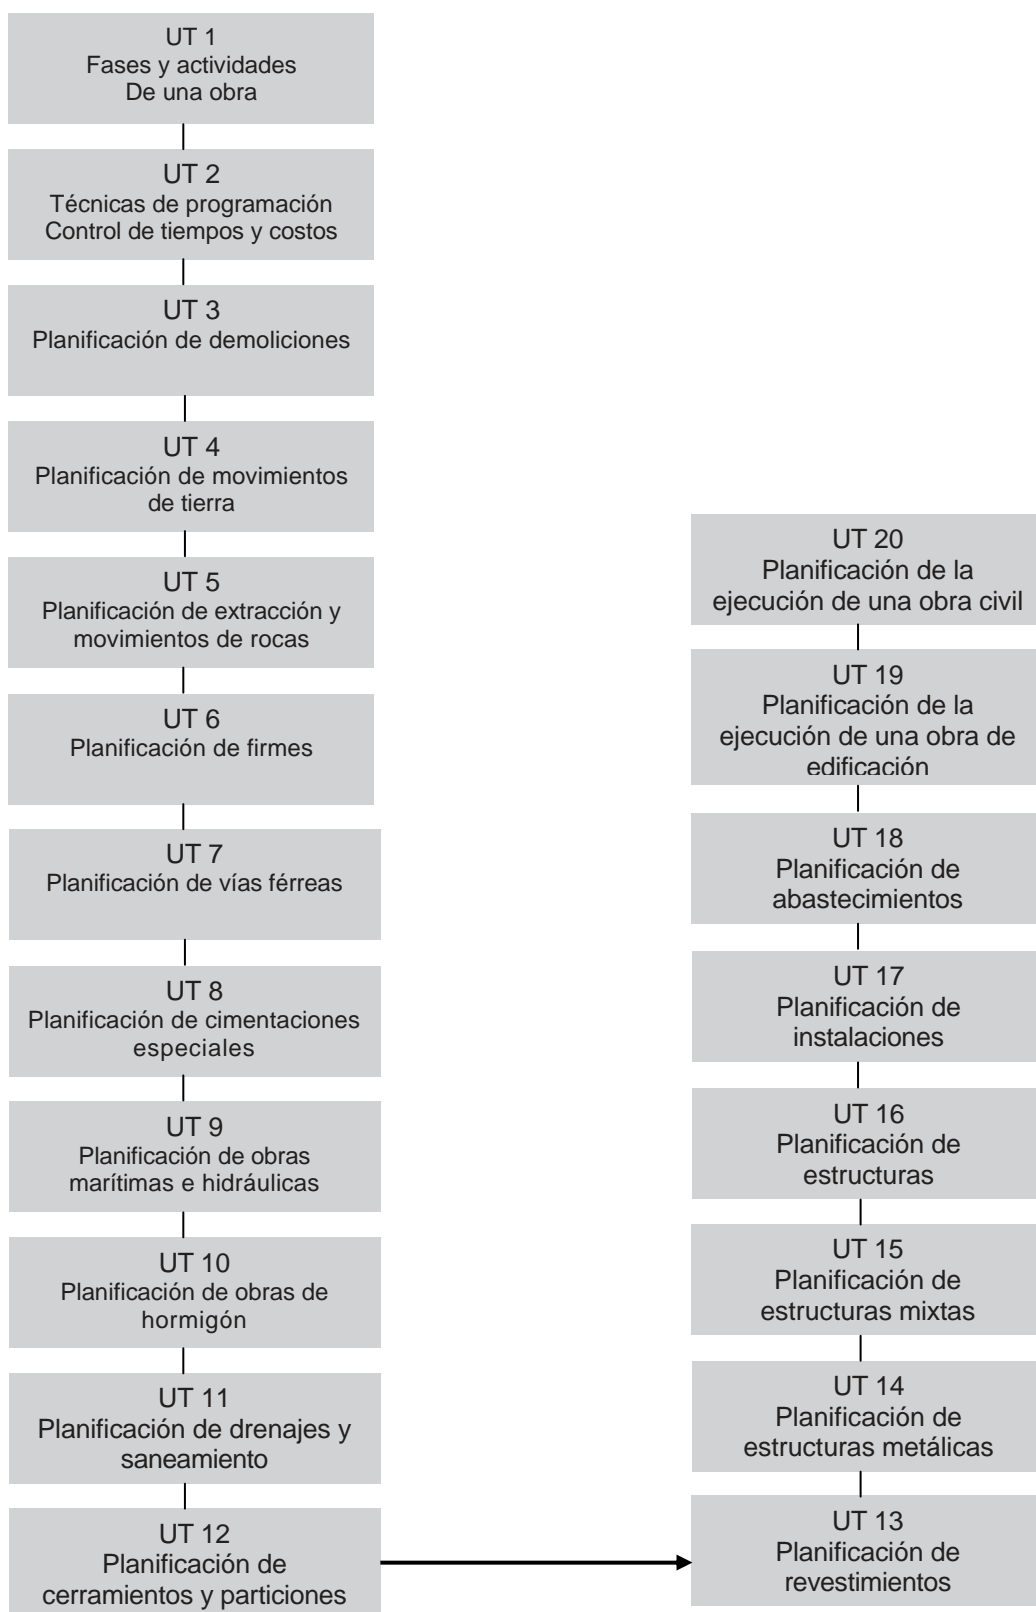 UT 1
Fases y actividades
De una obra
UT 2
Técnicas de programación
Control de tiempos y costos
UT 3
Planificación de demoliciones
UT 4
Planificación de movimientos
de tierra
UT 5
Planificación de extracción y
movimientos de rocas
UT 6
Planificación de firmes
UT 7
Planificación de vías férreas
UT 8
Planificación de cimentaciones
especiales
UT 9
Planificación de obras
marítimas e hidráulicas
UT 10
Planificación de obras de
hormigón
UT 11
Planificación de drenajes y
saneamiento
UT 12
Planificación de
cerramientos y particiones
UT 20
Planificación de la
ejecución de una obra civil
UT 19
Planificación de la
ejecución de una obra de
edificación
UT 18
Planificación de
abastecimientos
UT 17
Planificación de
instalaciones
UT 16
Planificación de
estructuras
UT 15
Planificación de
estructuras mixtas
UT 14
Planificación de
estructuras metálicas
UT 13
Planificación de
revestimientos